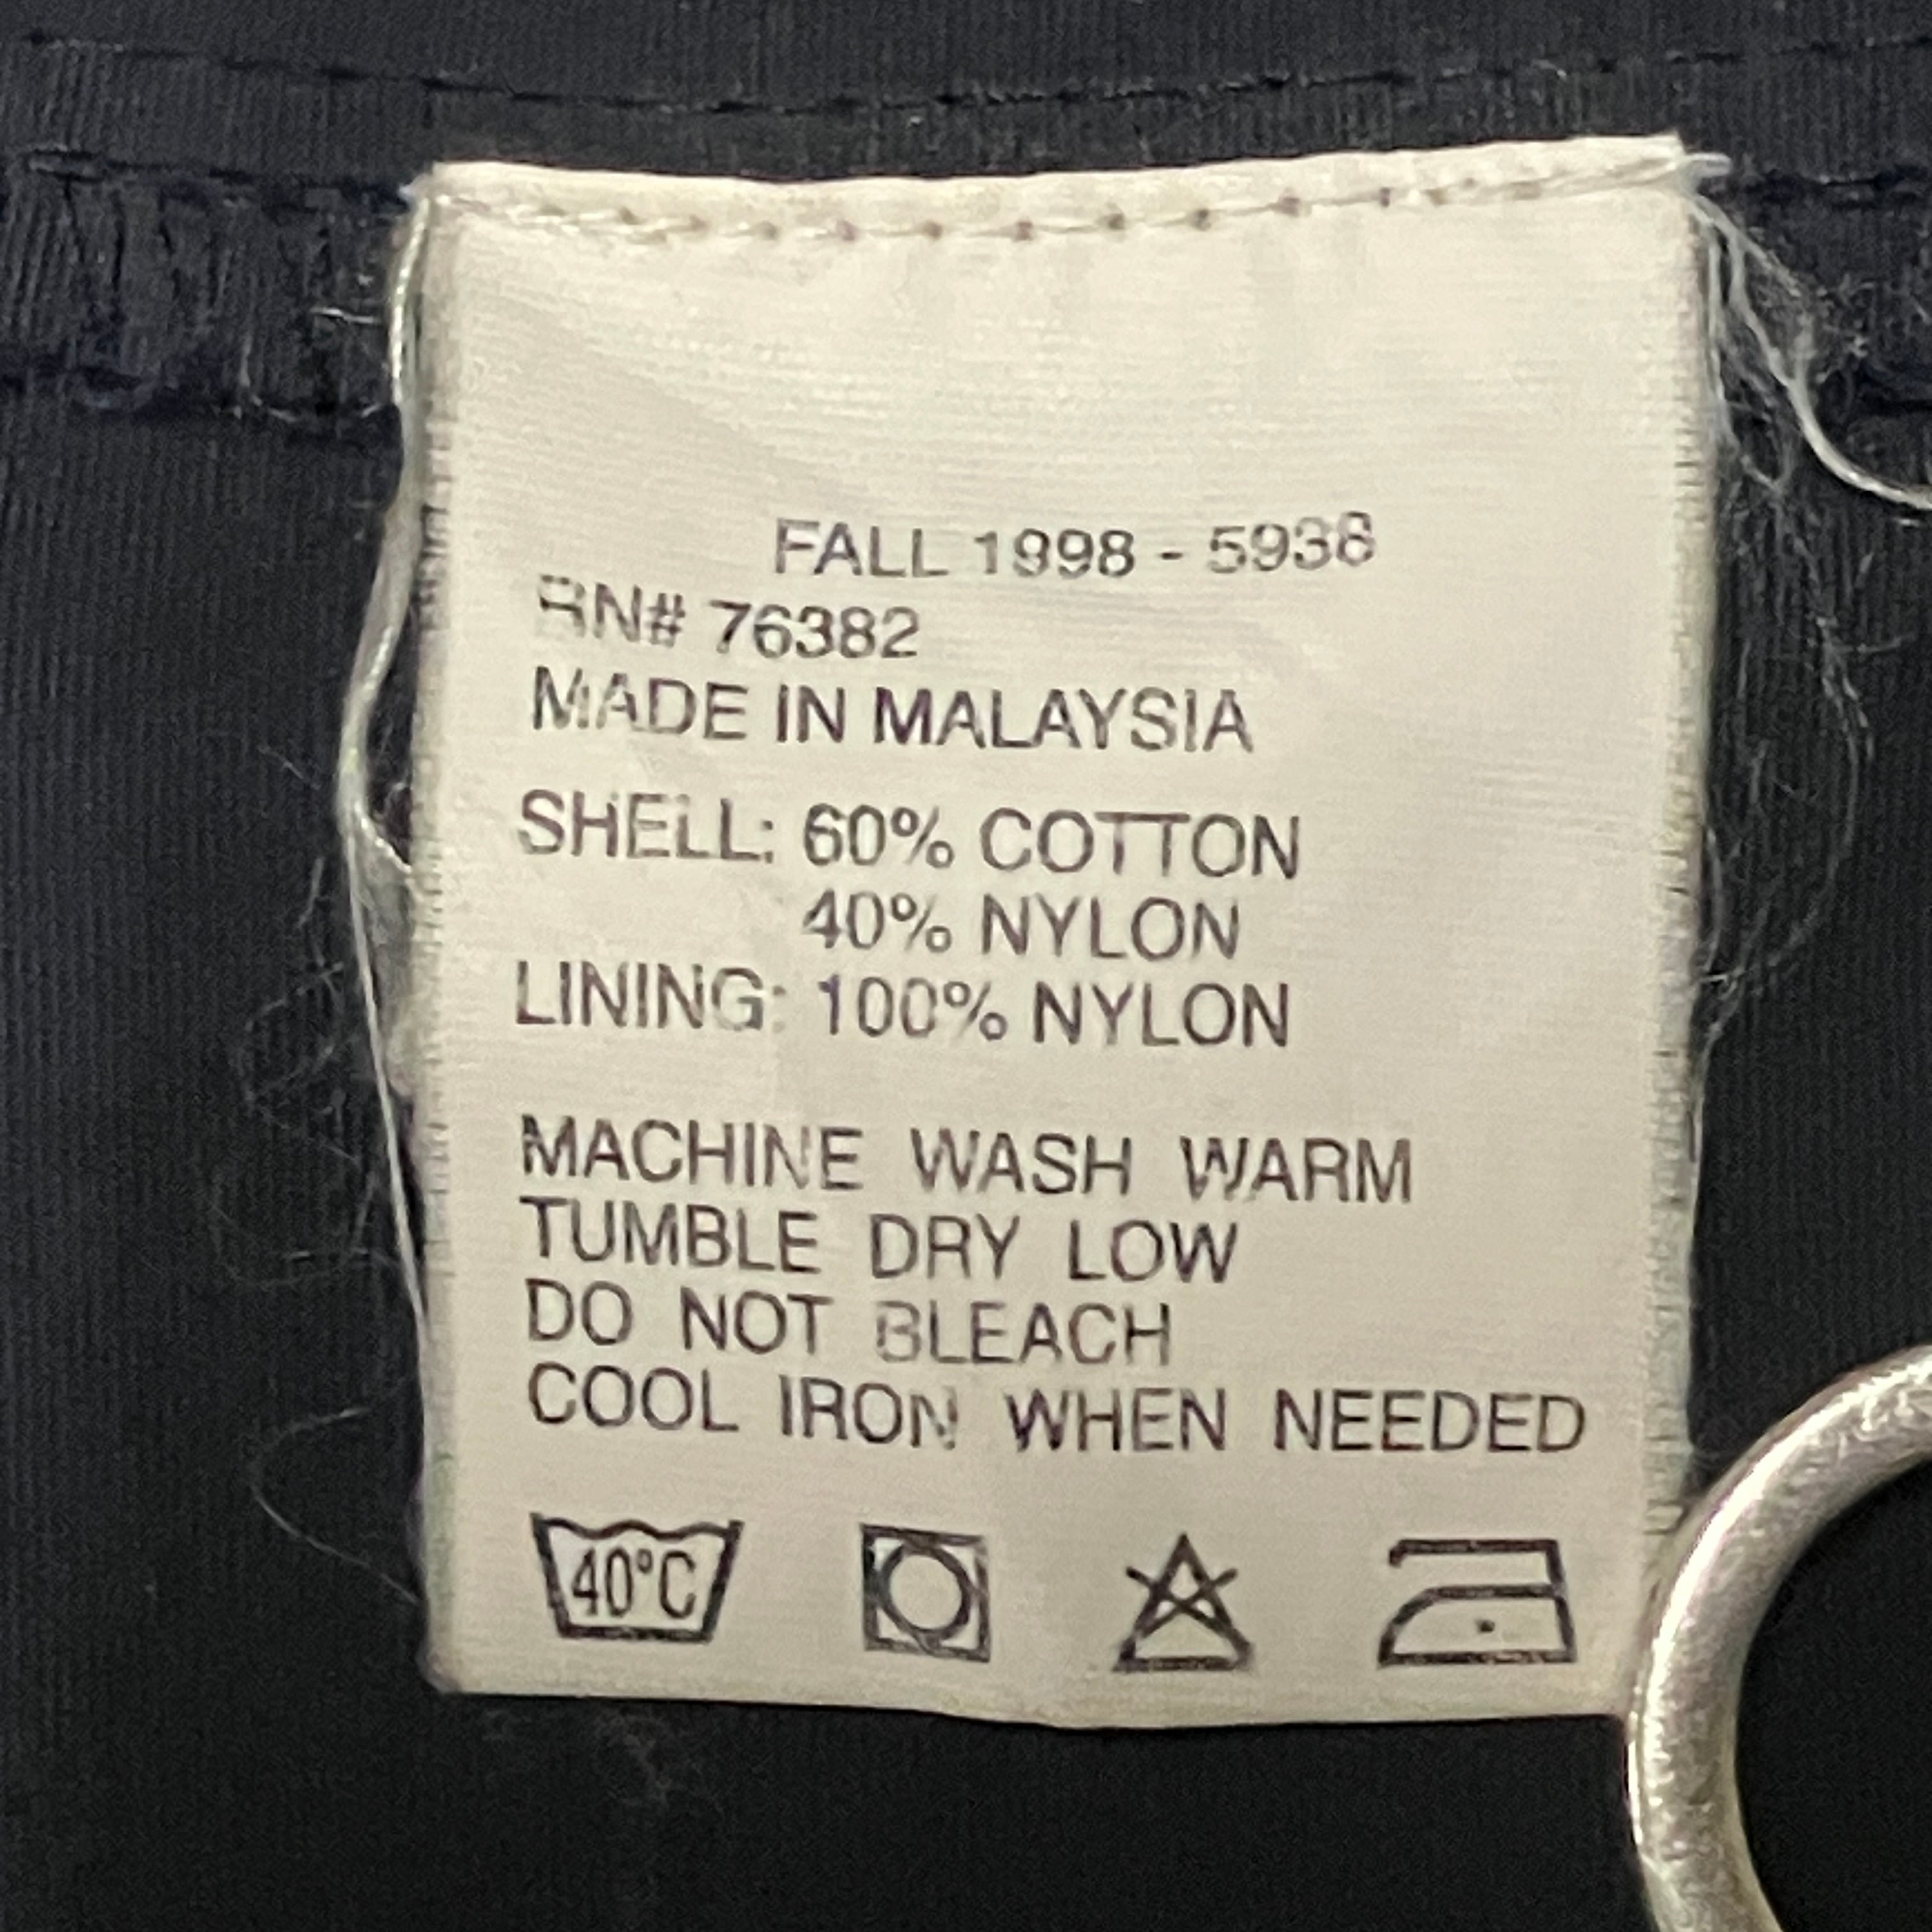 FALL 1998 - 5938
RN# 76382
MADE IN MALAYSIA
SHELL: 60% COTTON
40% NYLON
LINING: 100% NYLON
MACHINE WASH WARM
TUMBLE DRY LOW
DO NOT BLEACH
COOL IRON WHEN NEEDED
40°C